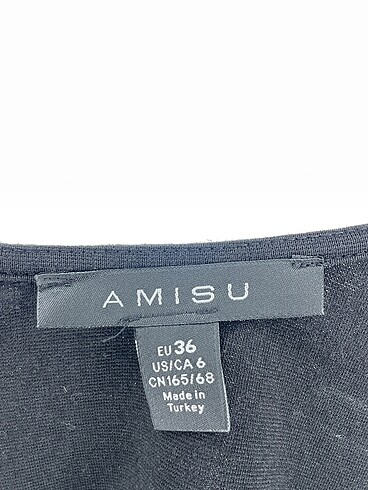 AMISU
EU 36
US/CA 6
CN165/68
Made in
Turkey